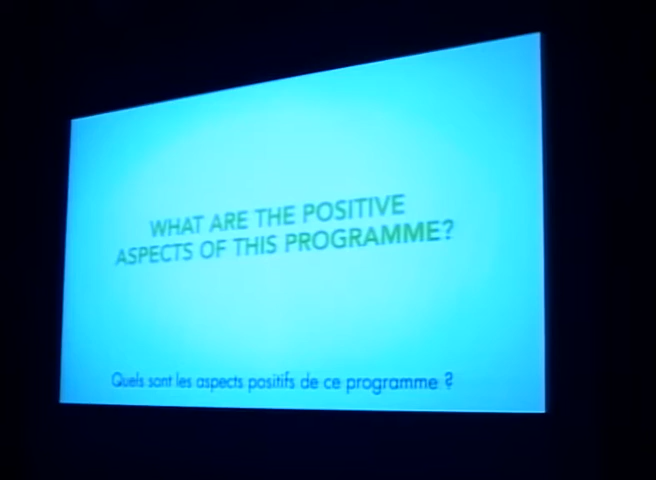 WHAT ARE THE POSITIVE
ASPECTS OF THIS PROGRAMME?
Quels sont les aspects positifs de ce programme ?